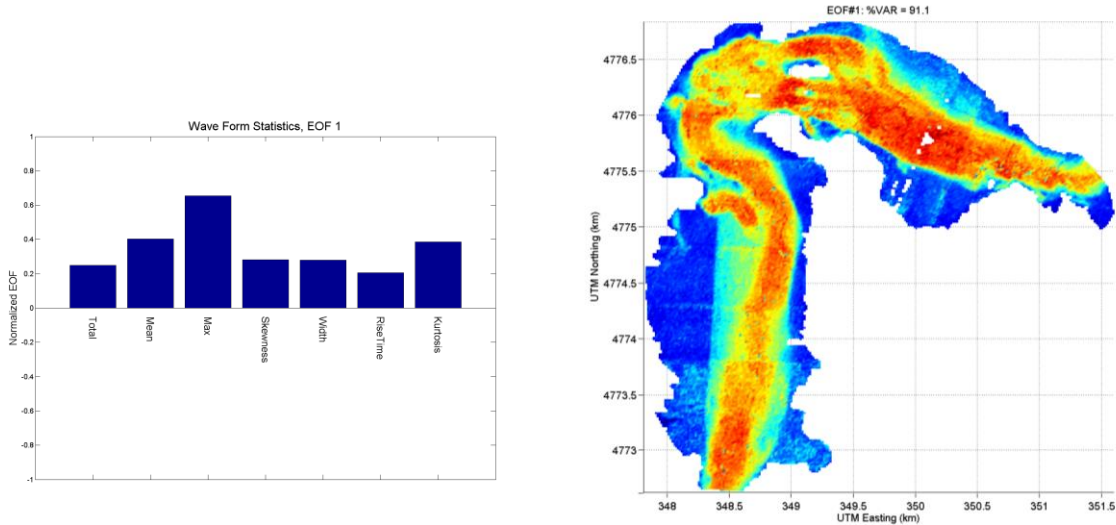 Wave Form Statistics, EOF 1
Normalized EOF
1
0.8
0.6
0.4
0.2
0
-0.2
-0.4
-0.6
-0.8
-1
Total
Mean
Max
Skewness
Width
RiseTime
Kurtosis
EOF#1: %VAR = 91.1
UTM Northing (km)
4776.5
4776
4775.5
4775
4774.5
4774
4773.5
4773
348
348.5
349
349.5
350
350.5
351
351.5
UTM Easting (km)